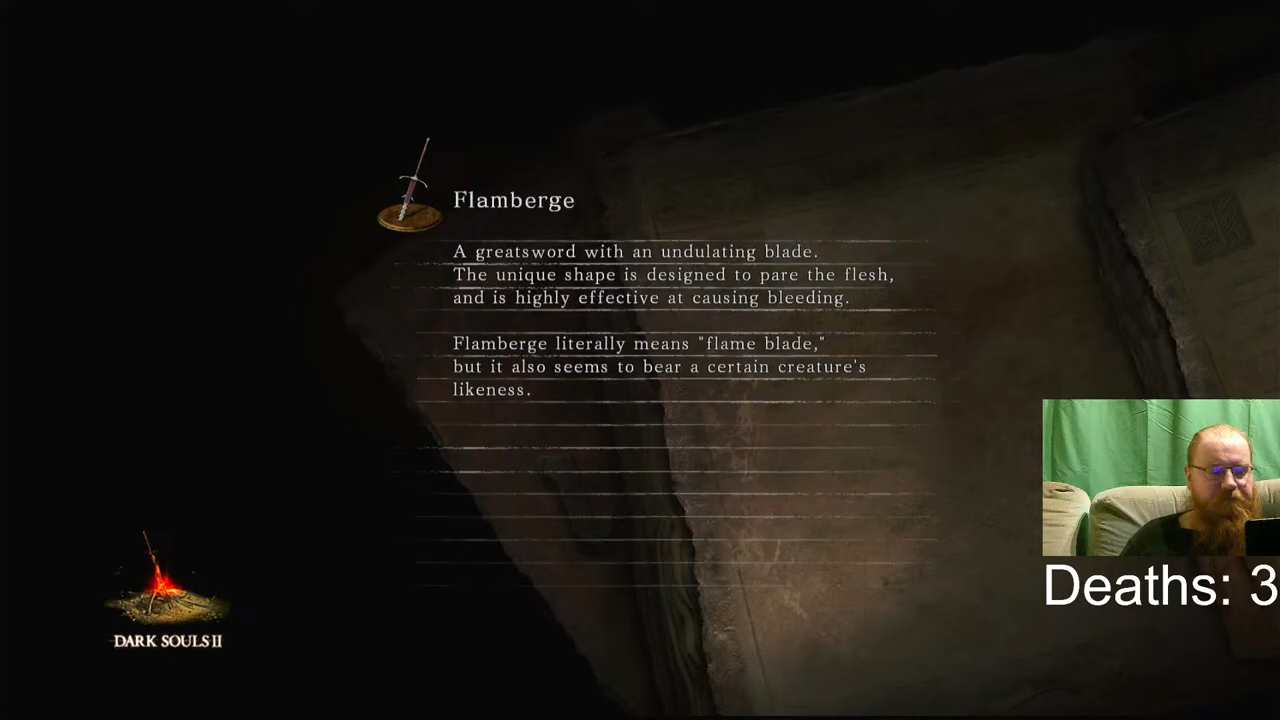 Flamberge
A greatsword with an undulating blade.
The unique shape is designed to pare the flesh,
and is highly effective at causing bleeding.
Flamberge literally means "flame blade,"
but it also seems to bear a certain creature's
likeness.
DARK SOULS II
Deaths: 3